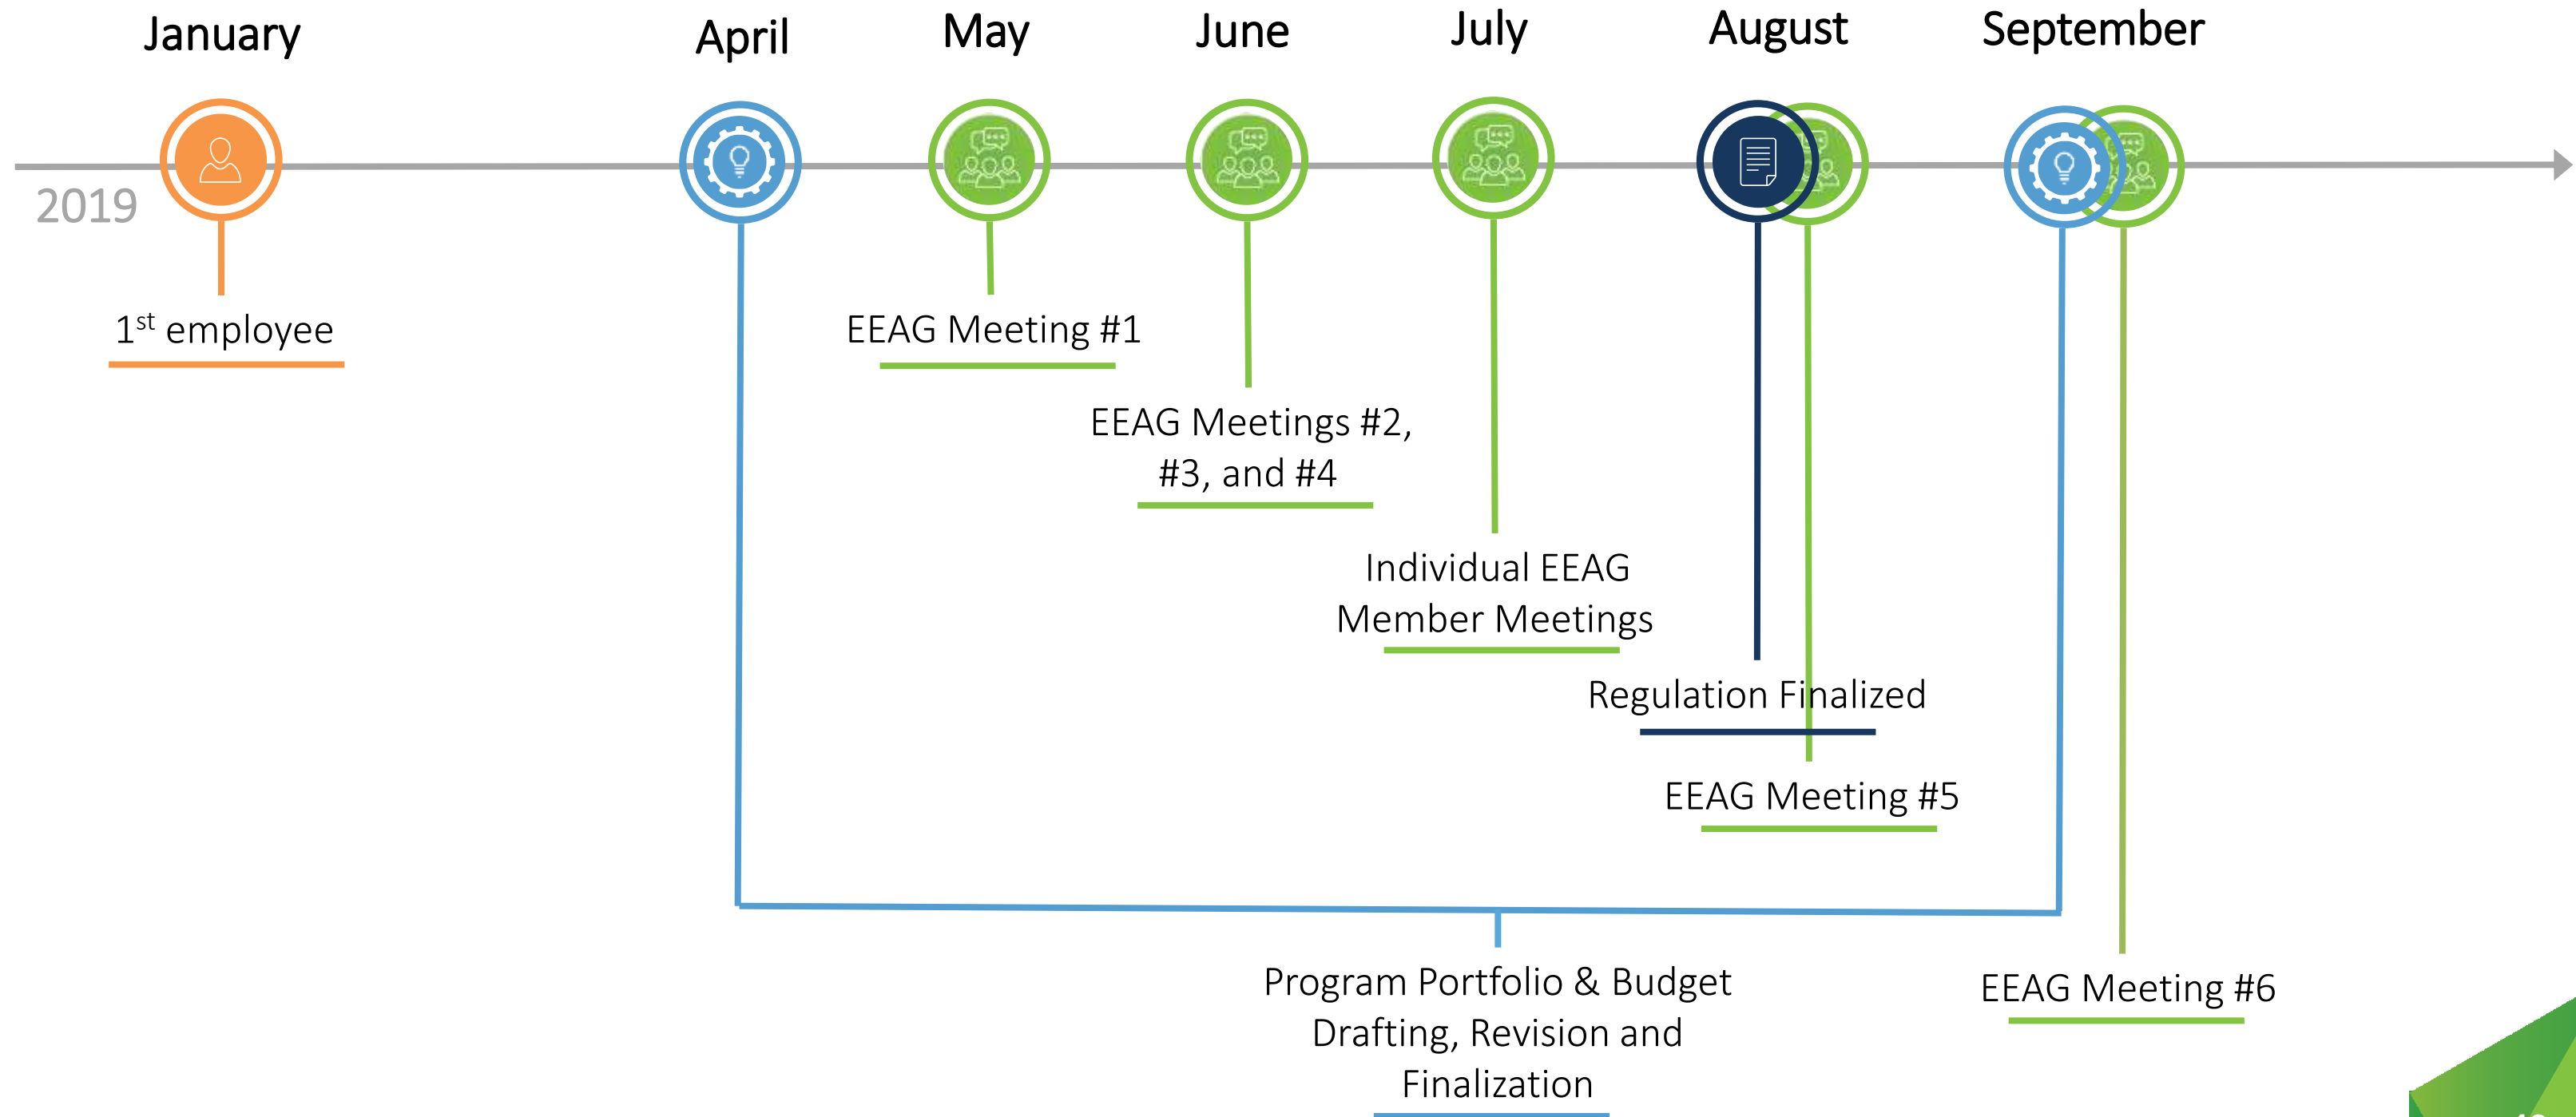 January
April
May
June
July
August
September
2019
1st employee
EEAG Meeting #1
EEAG Meetings #2,
#3, and #4
Individual EEAG
Member Meetings
Regulation Finalized
EEAG Meeting #5
Program Portfolio & Budget
Drafting, Revision and
Finalization
EEAG Meeting #6